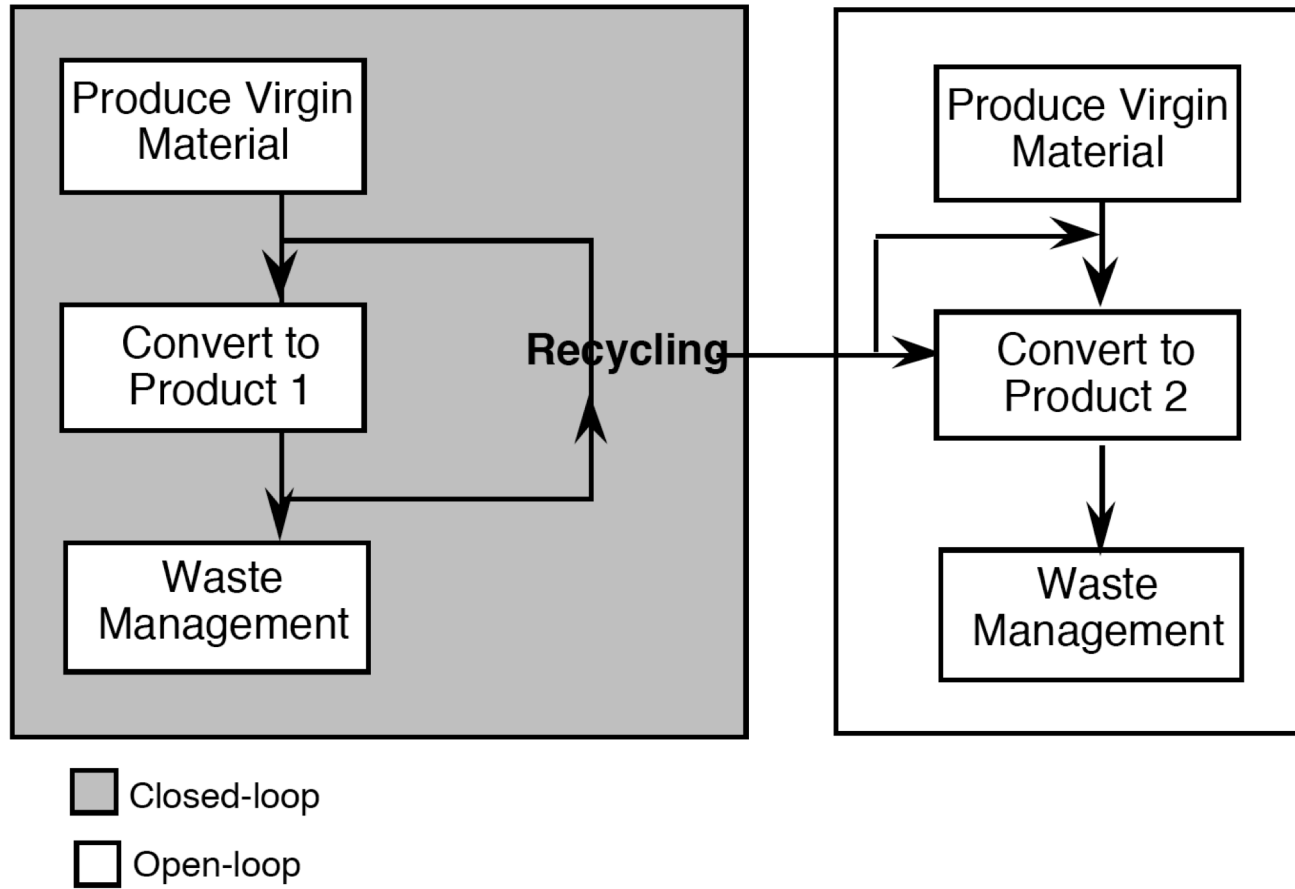 Produce Virgin
Material
Convert to
Product 1
Waste
Management
Recycling
Produce Virgin
Material
Convert to
Product 2
Waste
Management
Closed-loop
Open-loop